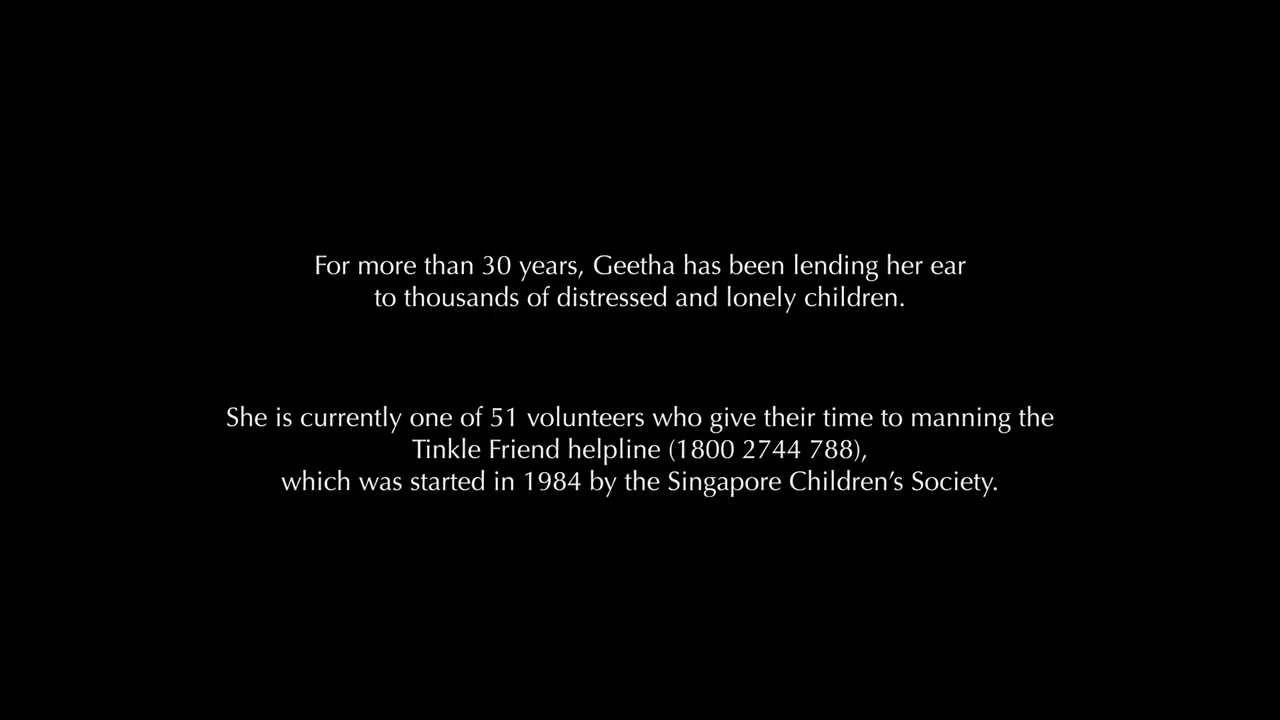 For more than 30 years, Geetha has been lending her ear
to thousands of distressed and lonely children.
She is currently one of 51 volunteers who give their time to manning the
Tinkle Friend helpline (1800 2744 788),
which was started in 1984 by the Singapore Children’s Society.